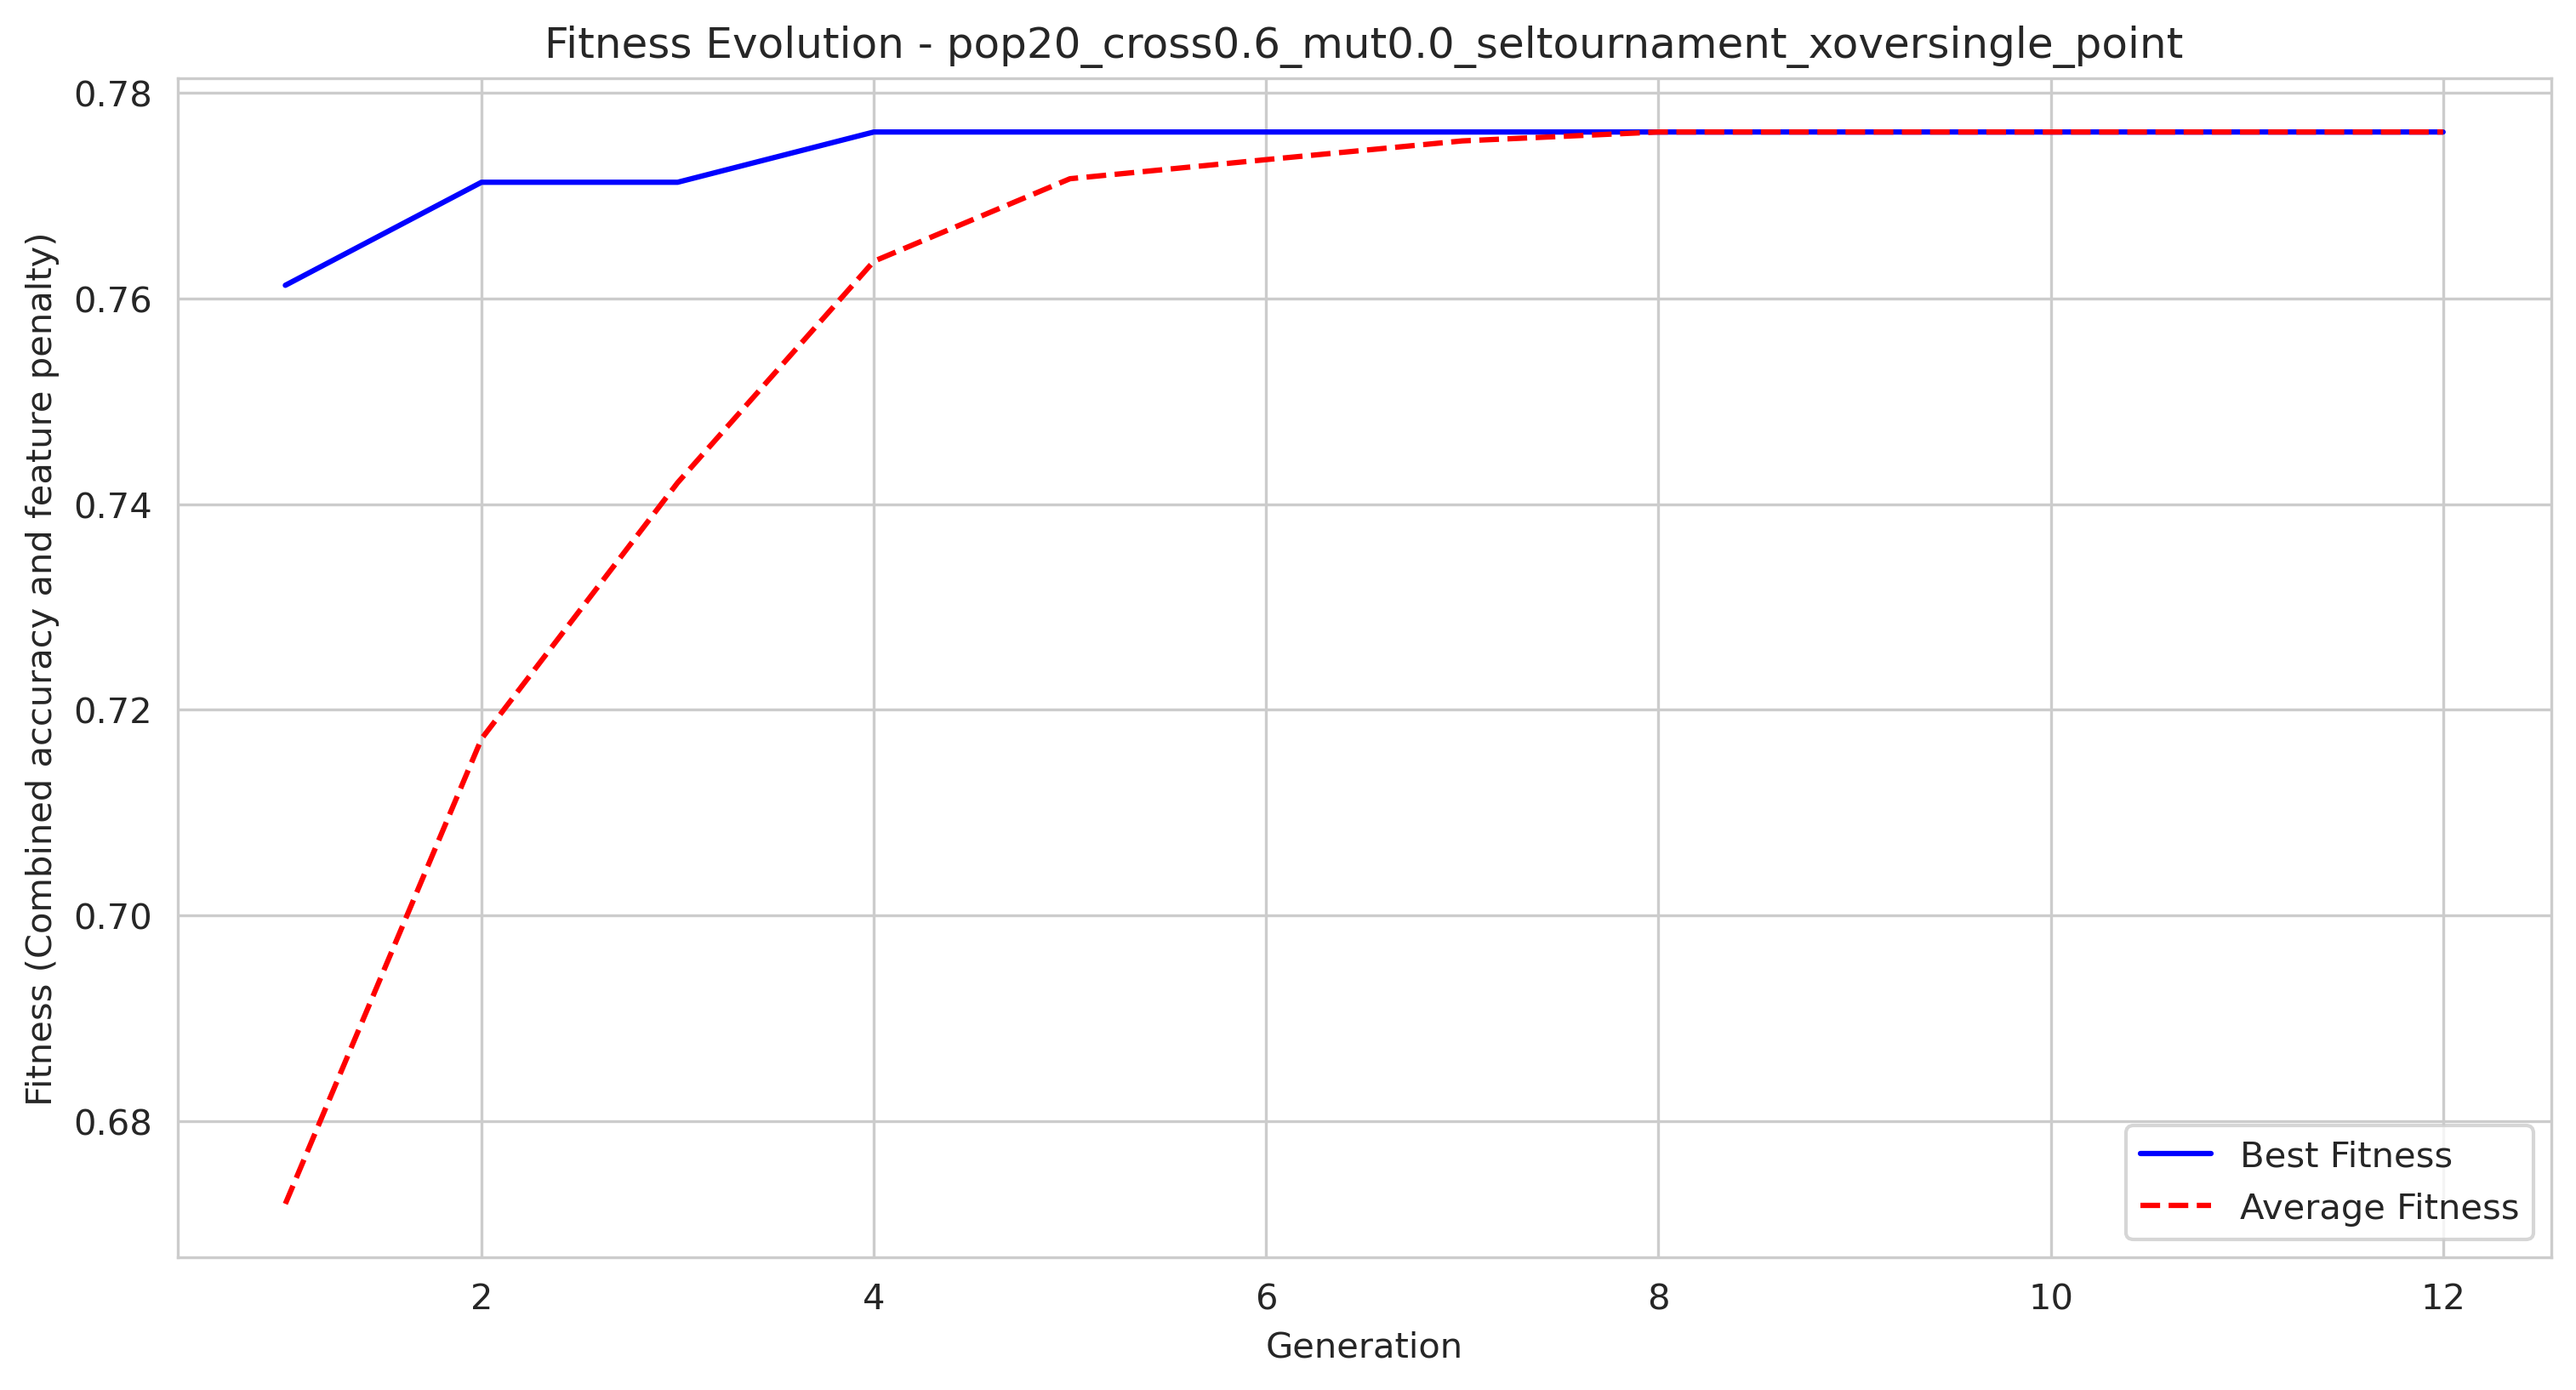 Fitness Evolution - pop20_cross0.6_mut0.0_seltournament_xoversingle_point
Fitness (Combined accuracy and feature penalty)
0.78
0.76
0.74
0.72
0.70
0.68
2
4
6
8
10
12
Generation
Best Fitness
Average Fitness